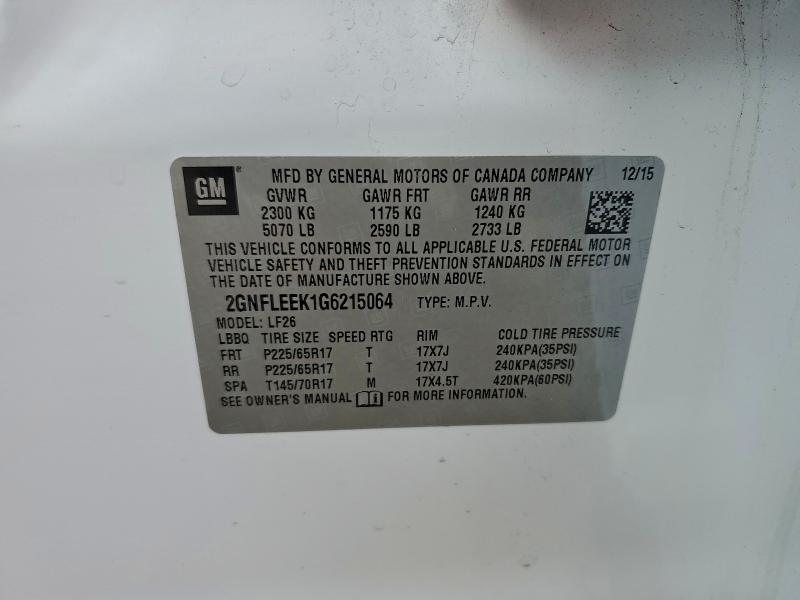 GM ® MFD BY GENERAL MOTORS OF CANADA COMPANY 12/15
GVWR GAWR FRT GAWR RR
2300 KG 1175 KG 1240 KG
5070 LB 2590 LB 2733 LB
THIS VEHICLE CONFORMS TO ALL APPLICABLE U.S. FEDERAL MOTOR
VEHICLE SAFETY AND THEFT PREVENTION STANDARDS IN EFFECT ON
THE DATE OF MANUFACTURE SHOWN ABOVE.
2GNFLEEK1G6215064 TYPE: M.P.V.
MODEL: LF26
LBBQ TIRE SIZE SPEED RTG RIM COLD TIRE PRESSURE
FRT P225/65R17 T 17X7J 240KPA(35PSI)
RR P225/65R17 T 17X7J 240KPA(35PSI)
SPA T145/70R17 M 17X4.5T 420KPA(60PSI)
SEE OWNER'S MANUAL FOR MORE INFORMATION.